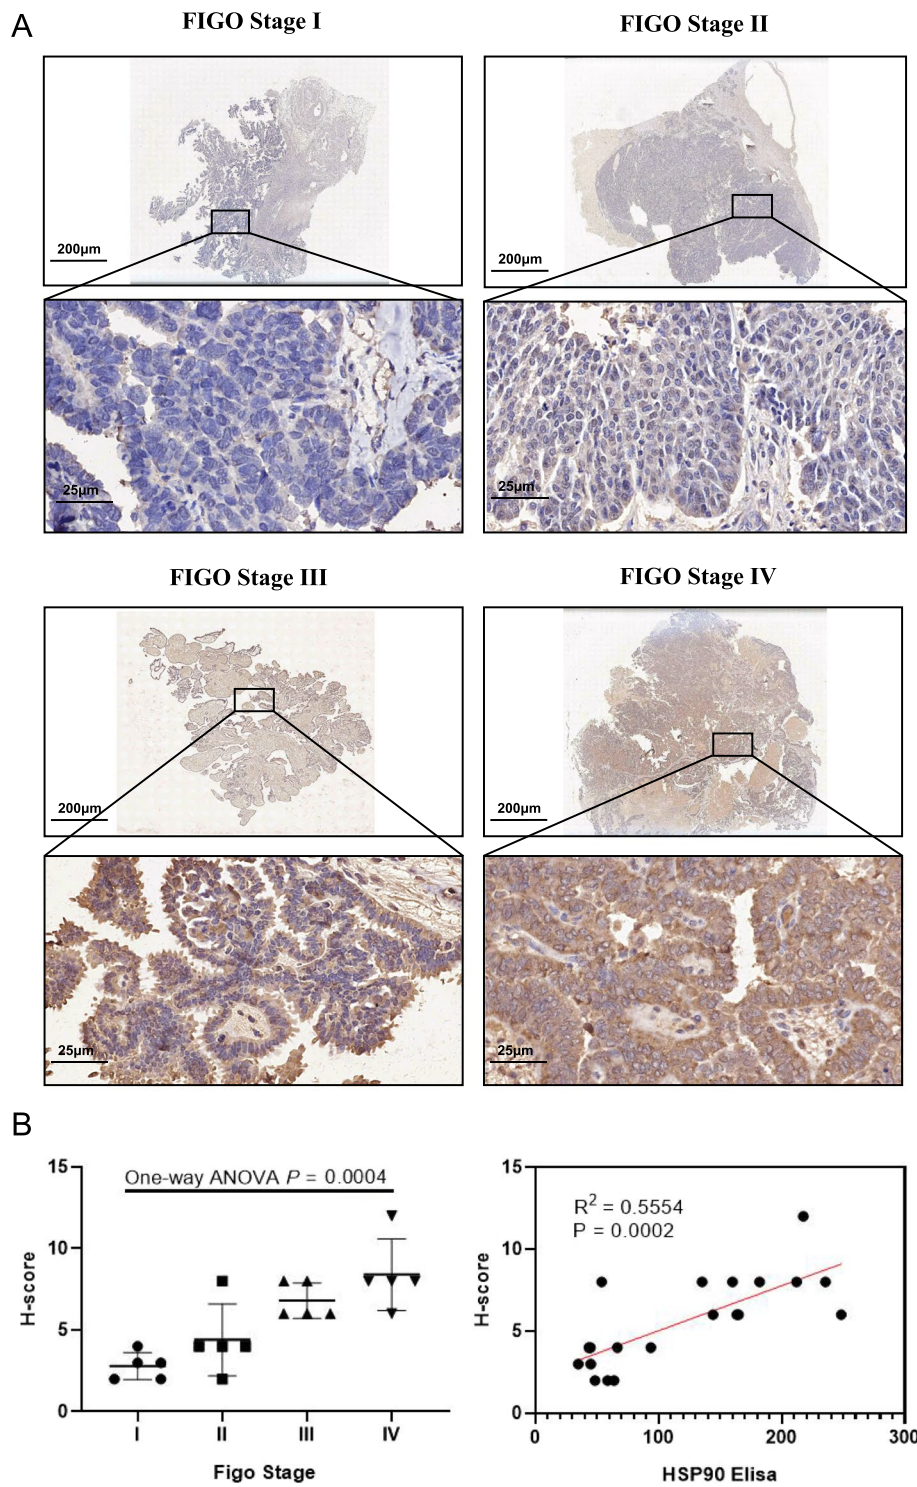 A
FIGO Stage I
FIGO Stage II
200µm
200µm
25µm
25µm
FIGO Stage III
FIGO Stage IV
200µm
200µm
25µm
25µm
B
One-way ANOVA P = 0.0004
H-score
15
10
5
0
I II III IV
Figo Stage
R² = 0.5554
P = 0.0002
H-score
15
10
5
0
0 100 200 300
HSP90 Elisa